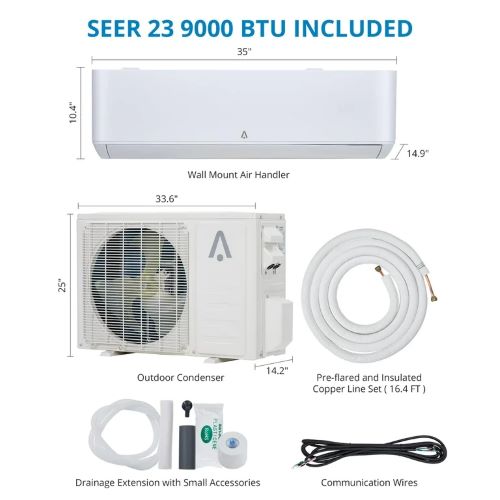 SEER 23 9000 BTU INCLUDED
35"
10.4"
14.9"
Wall Mount Air Handler
33.6"
25"
14.2"
Outdoor Condenser
Pre-flared and Insulated
Copper Line Set ( 16.4 FT )
PLASTICENE
Drainage Extension with Small Accessories
Communication Wires